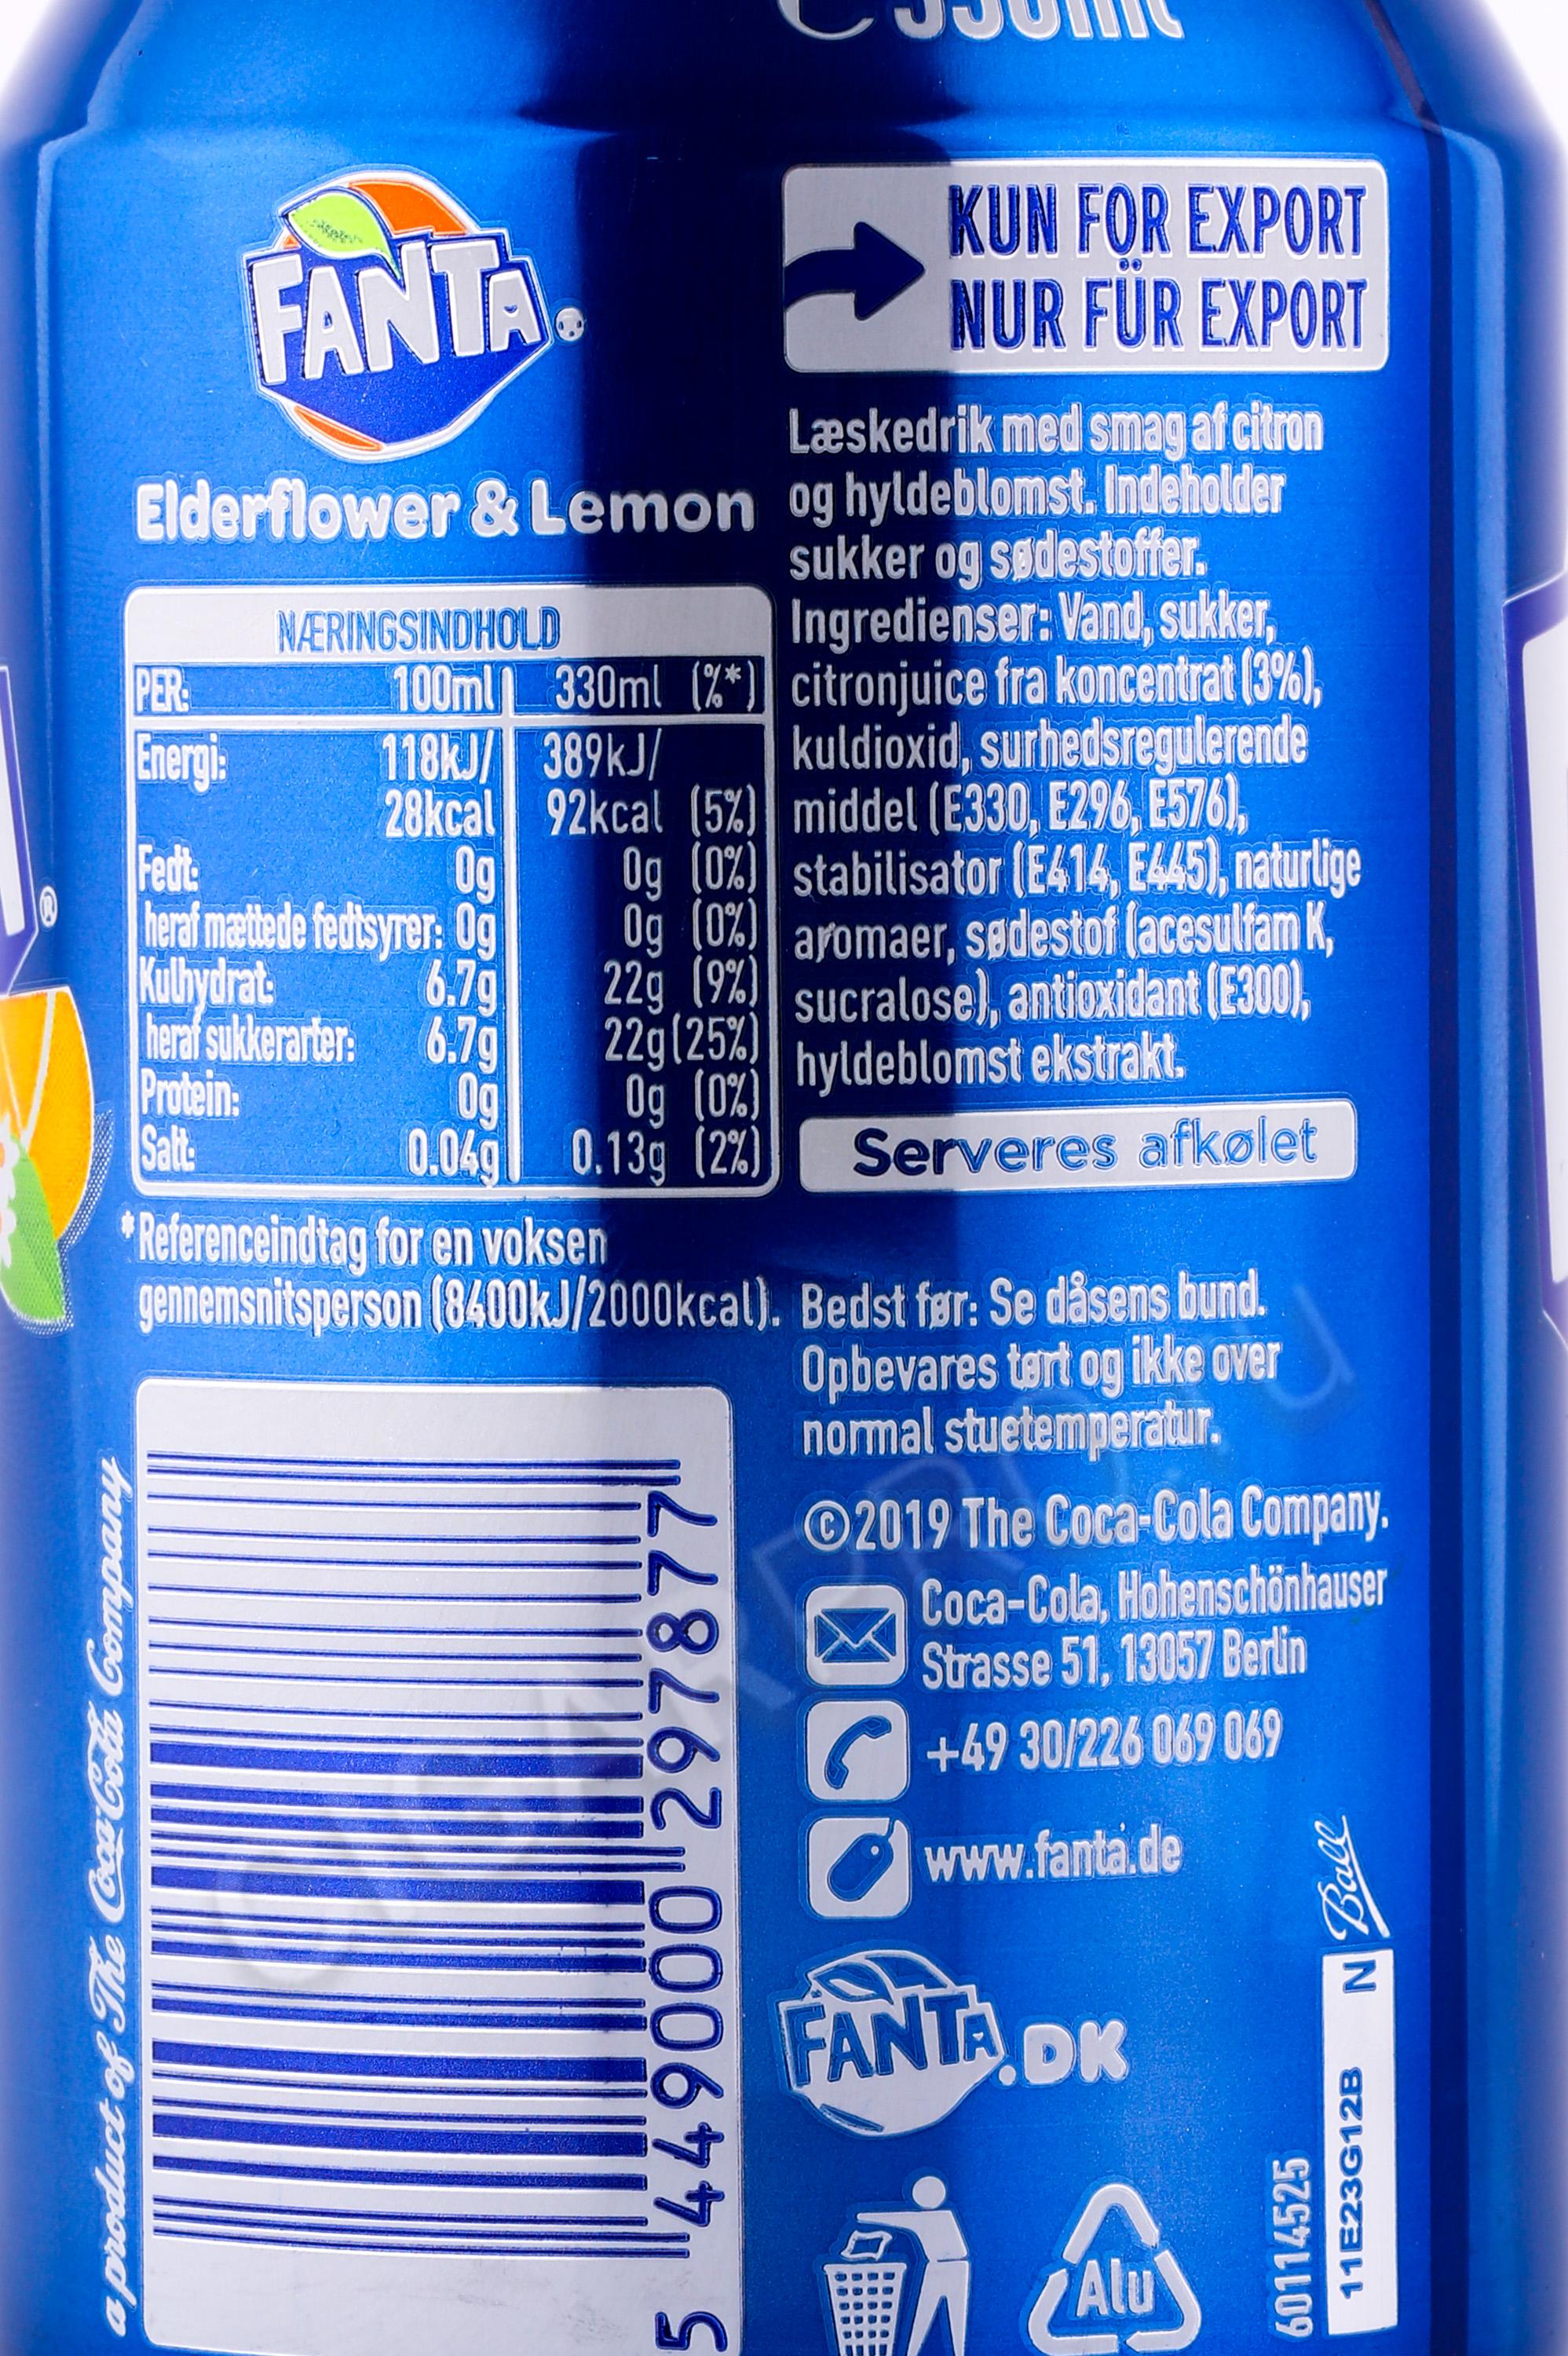 ℮330ml
FANTA
Elderflower & Lemon
NÆRINGSINDHOLD
PER: 100ml 330ml (%*)
Energi: 118kJ/ 389kJ/
28kcal 92kcal (5%)
Fedt: 0g 0g (0%)
heraf mættede fedtsyrer: 0g 0g (0%)
Kulhydrat: 6.7g 22g (9%)
heraf sukkerarter: 6.7g 22g (25%)
Protein: 0g 0g (0%)
Salt: 0.04g 0.13g (2%)
*Referenceindtag for en voksen
gennemsnitsperson (8400kJ/2000kcal).
5 449000 297877
a product of The Coca-Cola Company
KUN FOR EXPORT
NUR FÜR EXPORT
Læskedrik med smag af citron
og hyldeblomst. Indeholder
sukker og sødestoffer.
Ingredienser: Vand, sukker,
citronjuice fra koncentrat (3%),
kuldioxid, surhedsregulerende
middel (E330, E296, E576),
stabilisator (E414, E445), naturlige
aromaer, sødestof (acesulfam K,
sucralose), antioxidant (E300),
hyldeblomst ekstrakt.
Serveres afkølet
Bedst før: Se dåsens bund.
Opbevares tørt og ikke over
normal stuetemperatur.
©2019 The Coca-Cola Company.
Coca-Cola, Hohenschönhauser
Strasse 51, 13057 Berlin
+49 30/226 069 069
www.fanta.de
FANTA.DK
Alu
60114525
11E23G12B N
Ball
®